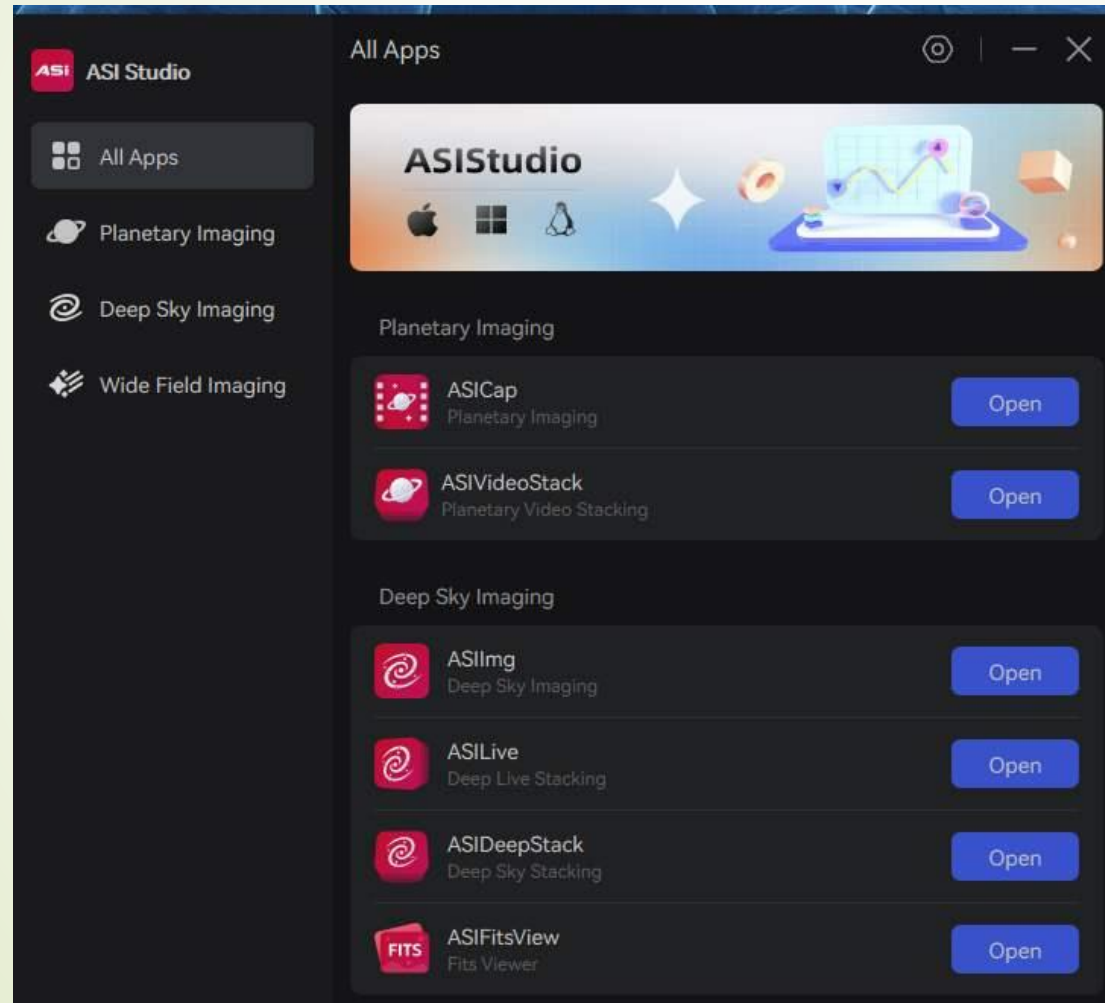 ASI
ASI Studio
All Apps
Planetary Imaging
Deep Sky Imaging
Wide Field Imaging
All Apps
ASIStudio
Planetary Imaging
ASICap
Planetary Imaging
Open
ASIVideoStack
Planetary Video Stacking
Open
Deep Sky Imaging
ASIImg
Deep Sky Imaging
Open
ASILive
Deep Live Stacking
Open
ASIDeepStack
Deep Sky Stacking
Open
FITS
ASIFitsView
Fits Viewer
Open